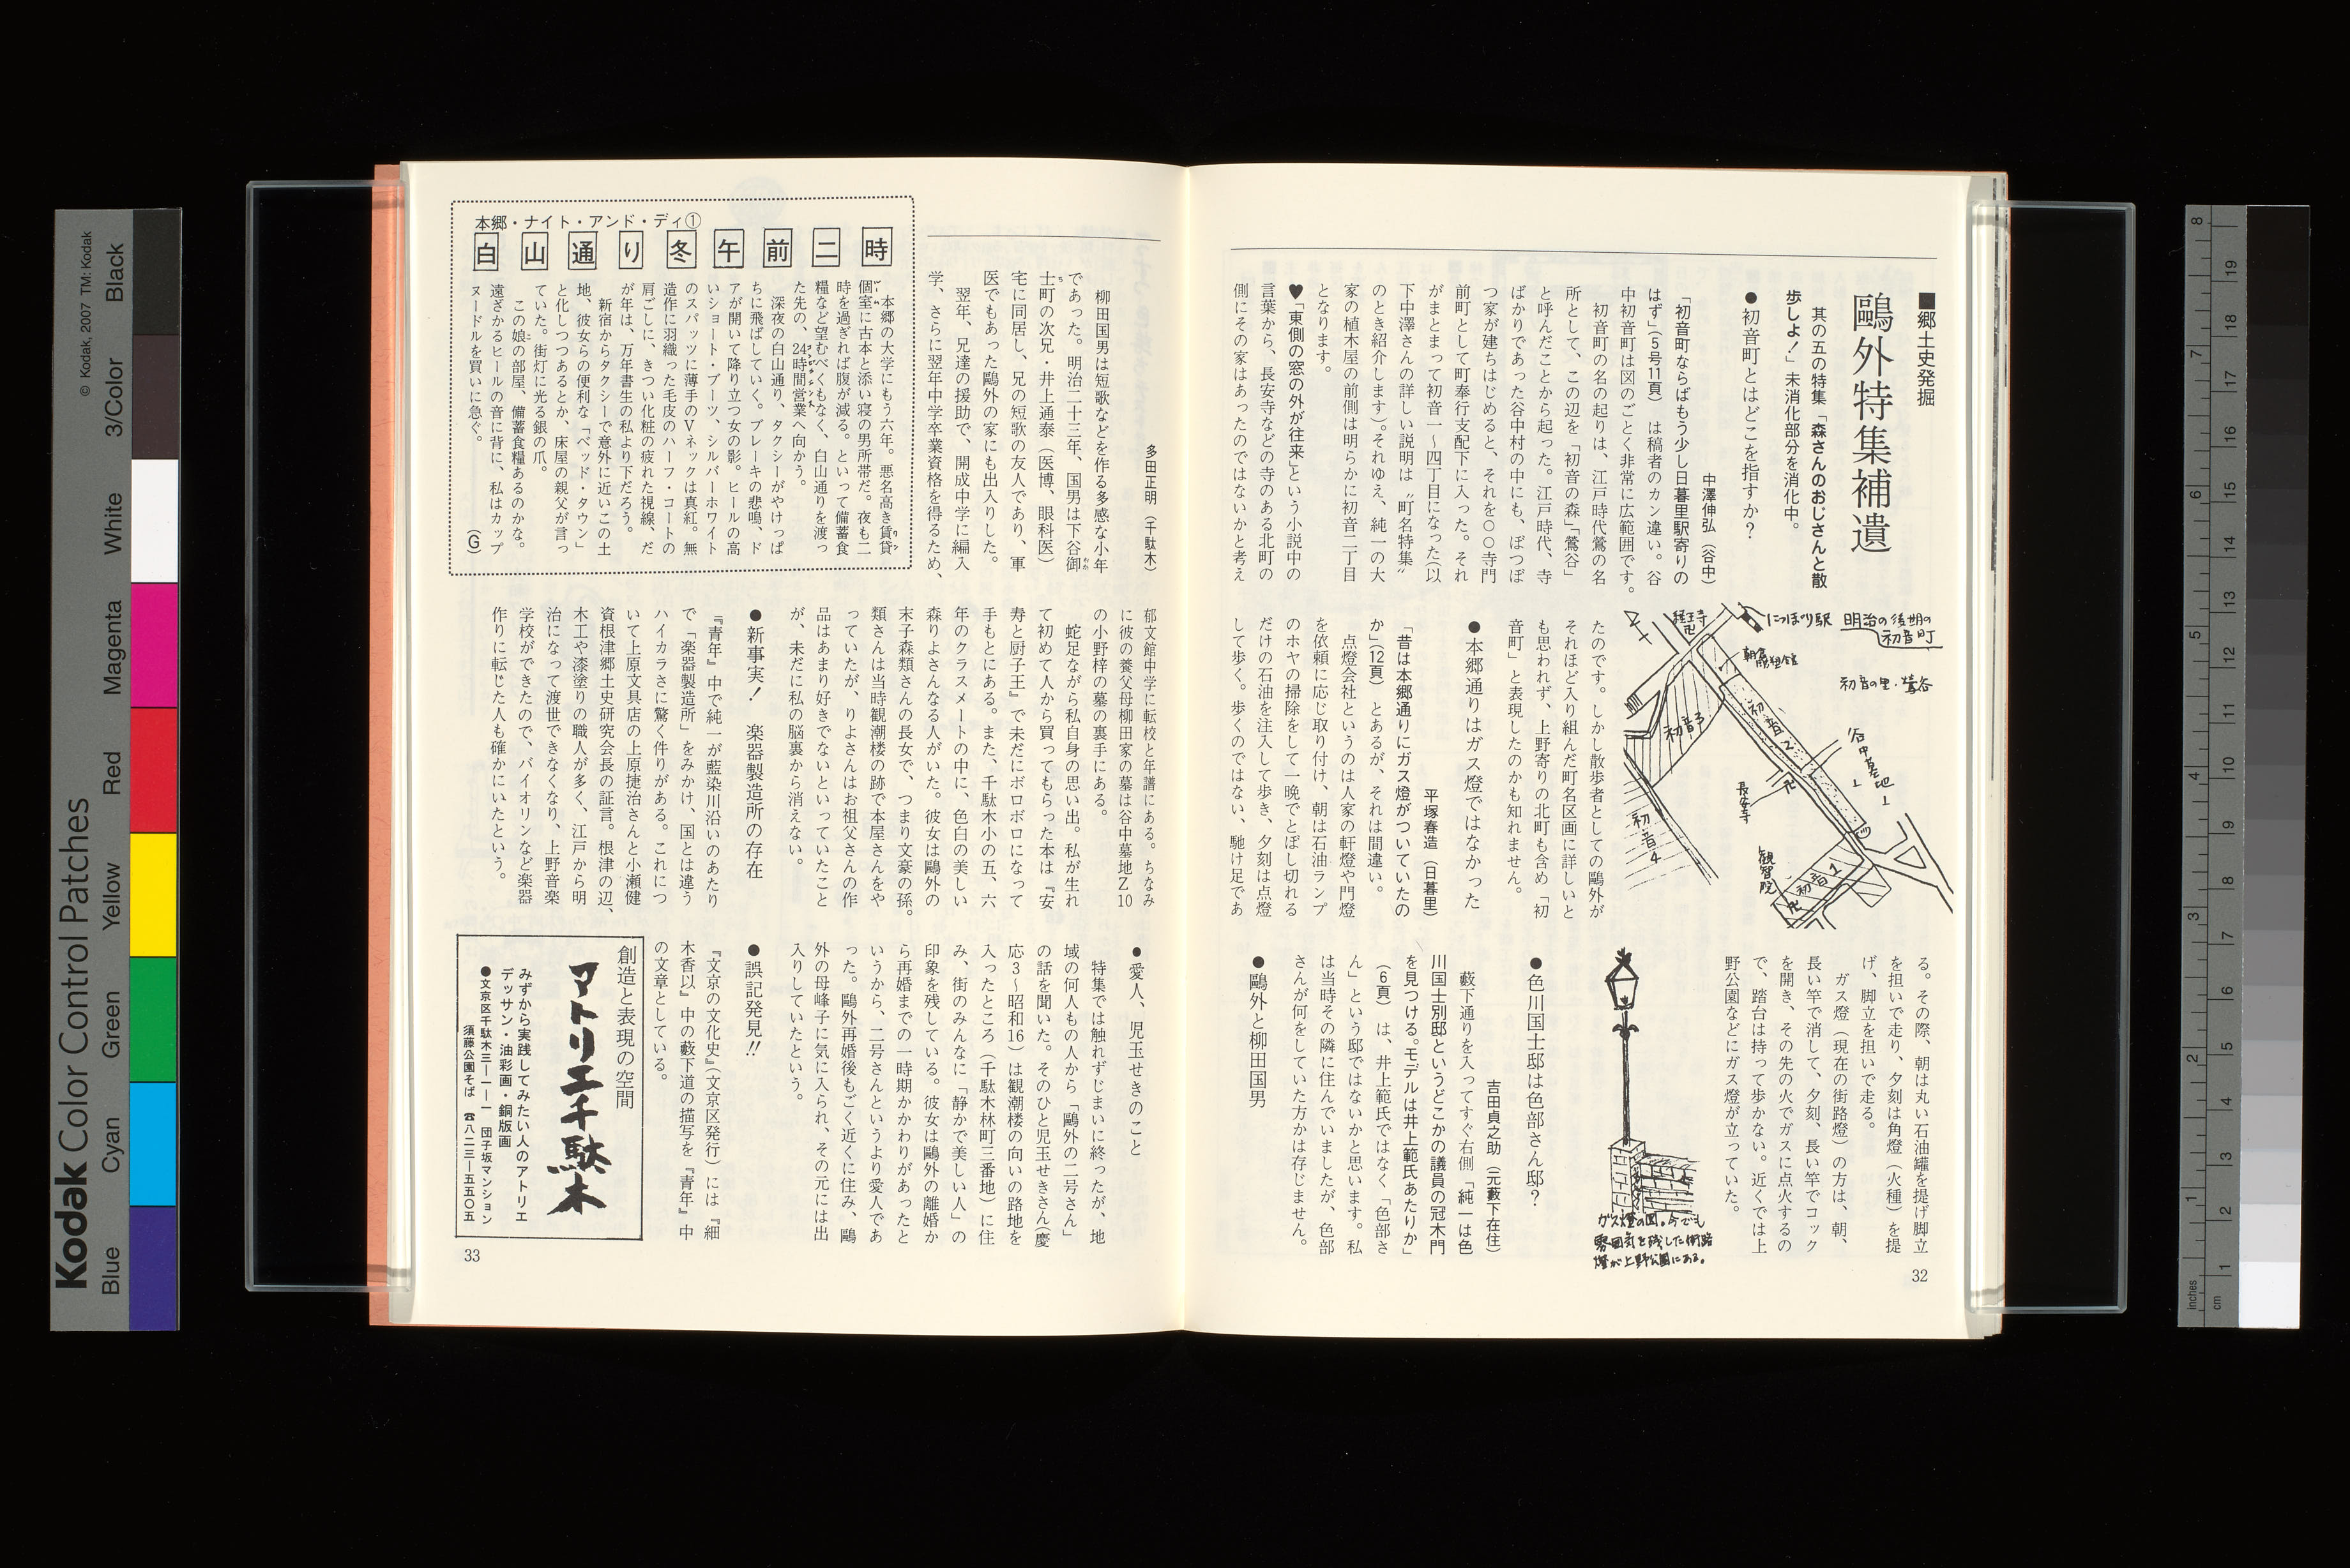 ■郷土史発掘
鷗外特集補遺
其の五の特集「森さんのおじさんと散
歩しよ！」未消化部分を消化中。
●初音町とはどこを指すか？
中澤伸弘（谷中）
「初音町ならばもう少し日暮里駅寄りの
はず」（5号11頁）　は稿者のカン違い。谷
中初音町は図のごとく非常に広範囲です。
初音町の名の起りは、江戸時代鶯の名
所として、この辺を「初音の森」「鶯谷」
と呼んだことから起った。江戸時代、寺
ばかりであった谷中村の中にも、ぽつぽ
つ家が建ちはじめると、それを○○寺門
前町として町奉行支配下に入った。それ
がまとまって初音一〜四丁目になった（以
下中澤さんの詳しい説明は〝町名特集〟
のとき紹介します）。それゆえ、純一の大
家の植木屋の前側は明らかに初音二丁目
となります。
♥「東側の窓の外が往来」という小説中の
言葉から、長安寺などの寺のある北町の
側にその家はあったのではないかと考え
明治の後期の
初音町
にっぽり駅
経王寺
卍
朝倉彫塑館
初音の里・鶯谷
初音3
初音2
谷中墓地
長安寺
卍
初音4
観智院
初音1
卍
たのです。しかし散歩者としての鷗外が
それほど入り組んだ町名区画に詳しいと
も思われず、上野寄りの北町も含め「初
音町」と表現したのかも知れません。
●本郷通りはガス燈ではなかった
平塚春造（日暮里）
「昔は本郷通りにガス燈がついていたの
か」（12頁）　とあるが、それは間違い。
点燈会社というのは人家の軒燈や門燈
を依頼に応じ取り付け、朝は石油ランプ
のホヤの掃除をして一晩でとぼし切れる
だけの石油を注入して歩き、夕刻は点燈
して歩く。歩くのではない、馳け足であ
る。その際、朝は丸い石油罐を提げ脚立
を担いで走り、夕刻は角燈（火種）を提
げ、脚立を担いで走る。
ガス燈（現在の街路燈）の方は、朝、
長い竿で消して、夕刻、長い竿でコック
を開き、その先の火でガスに点火するの
で、踏台は持って歩かない。近くでは上
野公園などにガス燈が立っていた。
ガス燈の図。今でも
雰囲気を残した街路
燈が上野公園にある。
●色川国士邸は色部さん邸？
吉田貞之助（元藪下在住）
藪下通りを入ってすぐ右側「純一は色
川国士別邸というどこかの議員の冠木門
を見つける。モデルは井上範氏あたりか」
（6頁）　は、井上範氏ではなく「色部さ
ん」という邸ではないかと思います。私
は当時その隣に住んでいましたが、色部
さんが何をしていた方かは存じません。
●鷗外と柳田国男
32
多田正明（千駄木）
柳田国男は短歌などを作る多感な小年
であった。明治二十三年、国男は下谷御
士町の次兄・井上通泰（医博、眼科医）
宅に同居し、兄の短歌の友人であり、軍
医でもあった鷗外の家にも出入りした。
翌年、兄達の援助で、開成中学に編入
学、さらに翌年中学卒業資格を得るため、
郁文館中学に転校と年譜にある。ちなみ
に彼の養父母柳田家の墓は谷中墓地Z10
の小野梓の墓の裏手にある。
蛇足ながら私自身の思い出。私が生れ
て初めて人から買ってもらった本は『安
寿と厨子王』で未だにボロボロになって
手もとにある。また、千駄木小の五、六
年のクラスメートの中に、色白の美しい
森りよさんなる人がいた。彼女は鷗外の
末子森類さんの長女で、つまり文豪の孫。
類さんは当時観潮楼の跡で本屋さんをや
っていたが、りよさんはお祖父さんの作
品はあまり好きでないといっていたこと
が、未だに私の脳裏から消えない。
●新事実！　楽器製造所の存在
『青年』中で純一が藍染川沿いのあたり
で「楽器製造所」をみかけ、国とは違う
ハイカラさに驚く件りがある。これにつ
いて上原文具店の上原捷治さんと小瀬健
資根津郷土史研究会長の証言。根津の辺、
木工や漆塗りの職人が多く、江戸から明
治になって渡世できなくなり、上野音楽
学校ができたので、バイオリンなど楽器
作りに転じた人も確かにいたという。
●愛人、児玉せきのこと
特集では触れずじまいに終ったが、地
域の何人もの人から「鷗外の二号さん」
の話を聞いた。そのひと児玉せきさん（慶
応3〜昭和16）は観潮楼の向いの路地を
入ったところ（千駄木林町三番地）に住
み、街のみんなに「静かで美しい人」の
印象を残している。彼女は鷗外の離婚か
ら再婚までの一時期かかわりがあったと
いうから、二号さんというより愛人であ
った。鷗外再婚後もごく近くに住み、鷗
外の母峰子に気に入られ、その元には出
入りしていたという。
●誤記発見!!
『文京の文化史』（文京区発行）には『細
木香以』中の藪下道の描写を『青年』中
の文章としている。
本郷・ナイト・アンド・ディ①
白山通り冬午前二時
本郷の大学にもう六年。悪名高き賃貸
個室に古本と添い寝の男所帯だ。夜も二
時を過ぎれば腹が減る。といって備蓄食
糧など望むべくもなく、白山通りを渡っ
た先の、24時間営業へ向かう。
深夜の白山通り、タクシーがやけっぱ
ちに飛ばしていく。ブレーキの悲鳴、ド
アが開いて降り立つ女の影。ヒールの高
いショート・ブーツ、シルバーホワイト
のスパッツに薄手のVネックは真紅。無
造作に羽織った毛皮のハーフ・コートの
肩ごしに、きつい化粧の疲れた視線、だ
が年は、万年書生の私より下だろう。
新宿からタクシーで意外に近いこの土
地、彼女らの便利な「ベッド・タウン」
と化しつつあるとか、床屋の親父が言っ
ていた。街灯に光る銀の爪。
この娘の部屋、備蓄食糧あるのかな。
遠ざかるヒールの音に背に、私はカップ
ヌードルを買いに急ぐ。
（G）
創造と表現の空間
アトリエ千駄木
みずから実践してみたい人のアトリエ
デッサン・油彩画・銅版画
●文京区千駄木三―一―一　団子坂マンション
須藤公園そば　☎八二三―五五〇五
33
Kodak Color Control Patches
© Kodak, 2007 TM: Kodak
Blue
Cyan
Green
Yellow
Red
Magenta
White
3/Color
Black
inches
1
2
3
4
5
6
7
8
cm
1
2
3
4
5
6
7
8
9
10
11
12
13
14
15
16
17
18
19